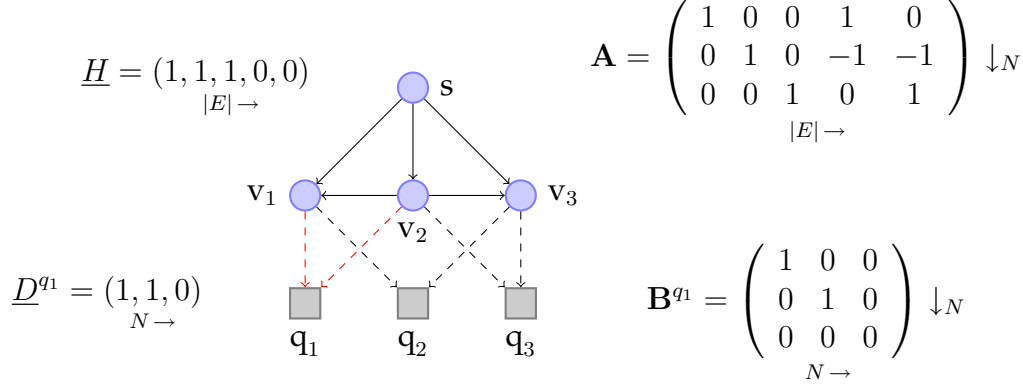 H = (1, 1, 1, 0, 0)
|E| →
s
A = ( 1 0 0 1 0
0 1 0 −1 −1
0 0 1 0 1 ) ↓N
|E| →
v1
v2
v3
D^q1 = (1, 1, 0)
N →
q1
q2
q3
B^q1 = ( 1 0 0
0 1 0
0 0 0 ) ↓N
N →